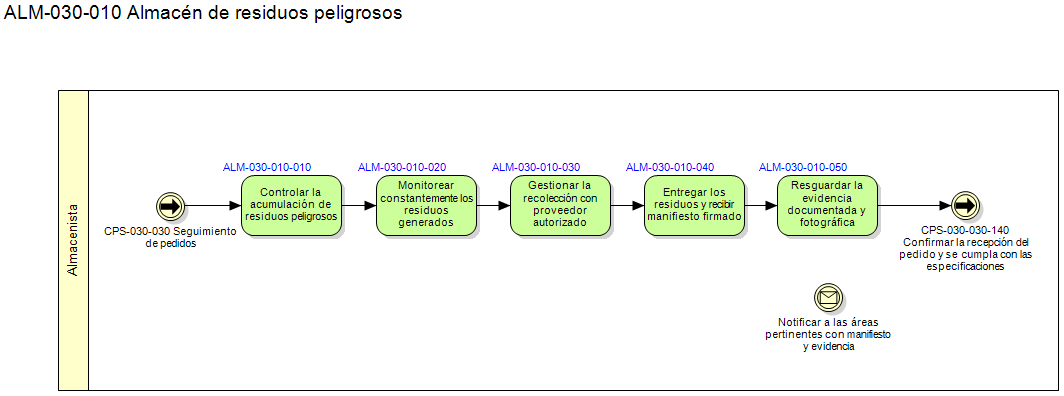 ALM-030-010 Almacén de residuos peligrosos
Almacenista
CPS-030-030 Seguimiento
de pedidos
ALM-030-010-010
Controlar la
acumulación de
residuos peligrosos
ALM-030-010-020
Monitorear
constantemente los
residuos
generados
ALM-030-010-030
Gestionar la
recolección con
proveedor
autorizado
ALM-030-010-040
Entregar los
residuos y recibir
manifiesto firmado
ALM-030-010-050
Resguardar la
evidencia
documentada y
fotográfica
CPS-030-030-140
Confirmar la recepción del
pedido y se cumpla con las
especificaciones
Notificar a las áreas
pertinentes con manifiesto
y evidencia